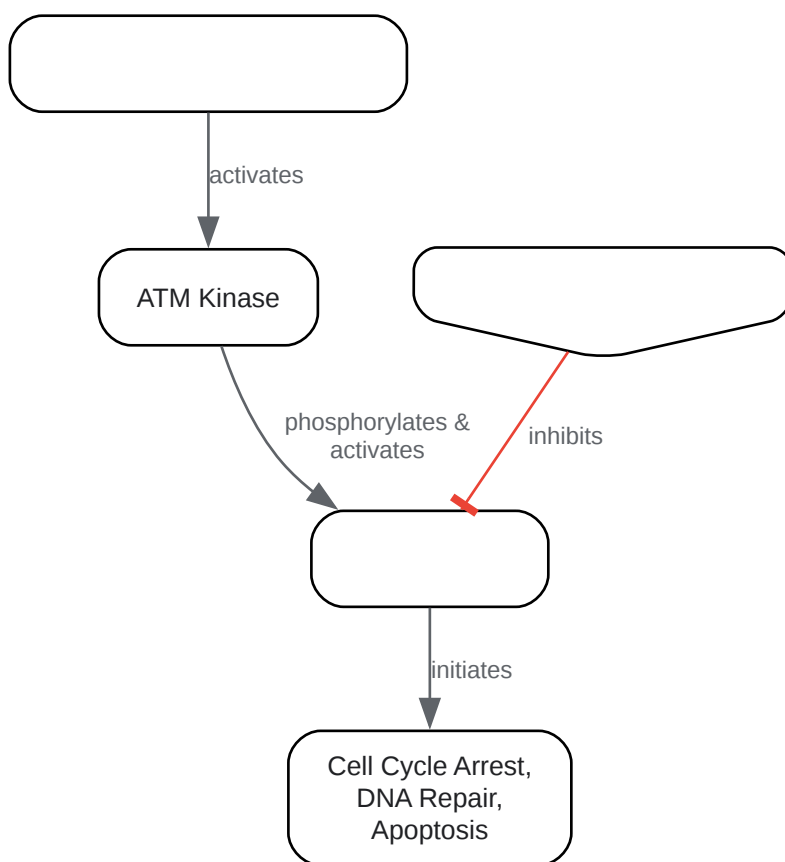 activates
ATM Kinase
phosphorylates &
activates
inhibits
initiates
Cell Cycle Arrest,
DNA Repair,
Apoptosis